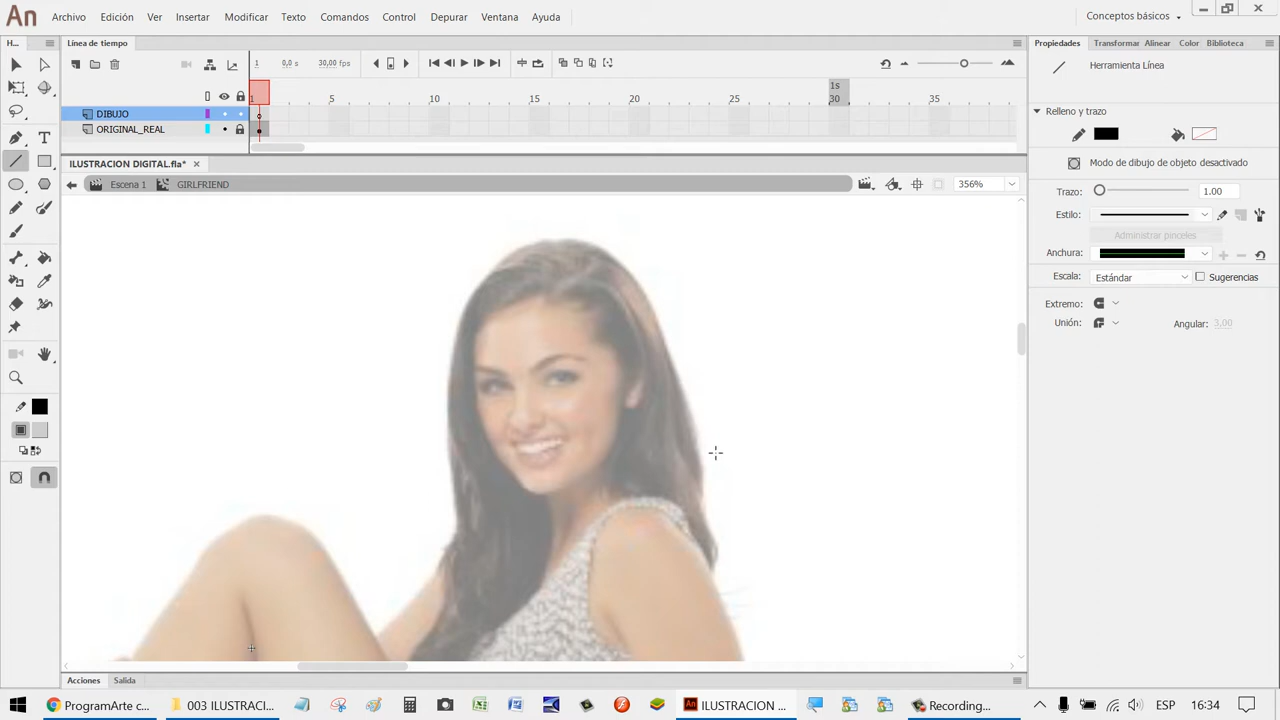 An Archivo Edición Ver Insertar Modificar Texto Comandos Control Depurar Ventana Ayuda Conceptos básicos
H... Línea de tiempo Propiedades Transformar Alinear Color Biblioteca
1 0,0 s 30,00 fps
Herramienta Línea
1s
1 5 10 15 20 25 30 35
DIBUJO
Relleno y trazo
ORIGINAL_REAL
ILUSTRACION DIGITAL.fla*
Modo de dibujo de objeto desactivado
Escena 1 GIRLFRIEND 356%
Trazo: 1.00
Estilo:
Administrar pinceles
Anchura:
Escala: Estándar Sugerencias
Extremo:
Unión: Angular: 3,00
Acciones Salida
ProgramArte c... 003 ILUSTRACI... An ILUSTRACION ... Recording... ESP 16:34